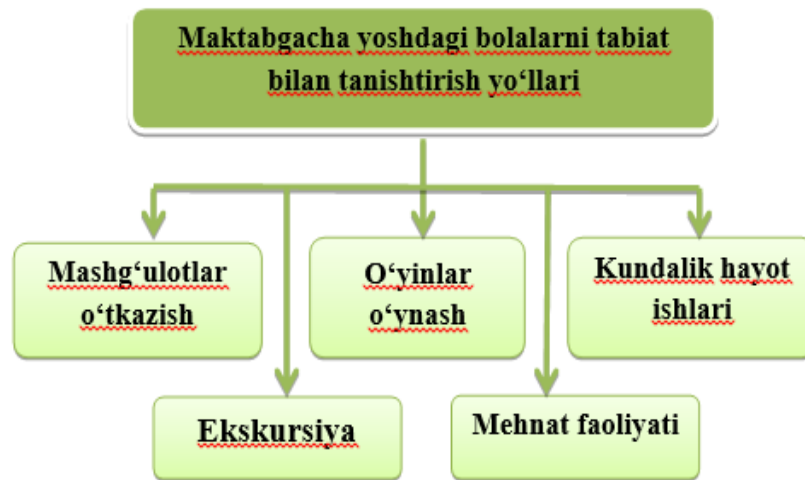 Maktabgacha yoshdagi bolalarni tabiat
bilan tanishtirish yo‘llari
Mashg‘ulotlar
o‘tkazish
O‘yinlar
o‘ynash
Kundalik hayot
ishlari
Ekskursiya
Mehnat faoliyati